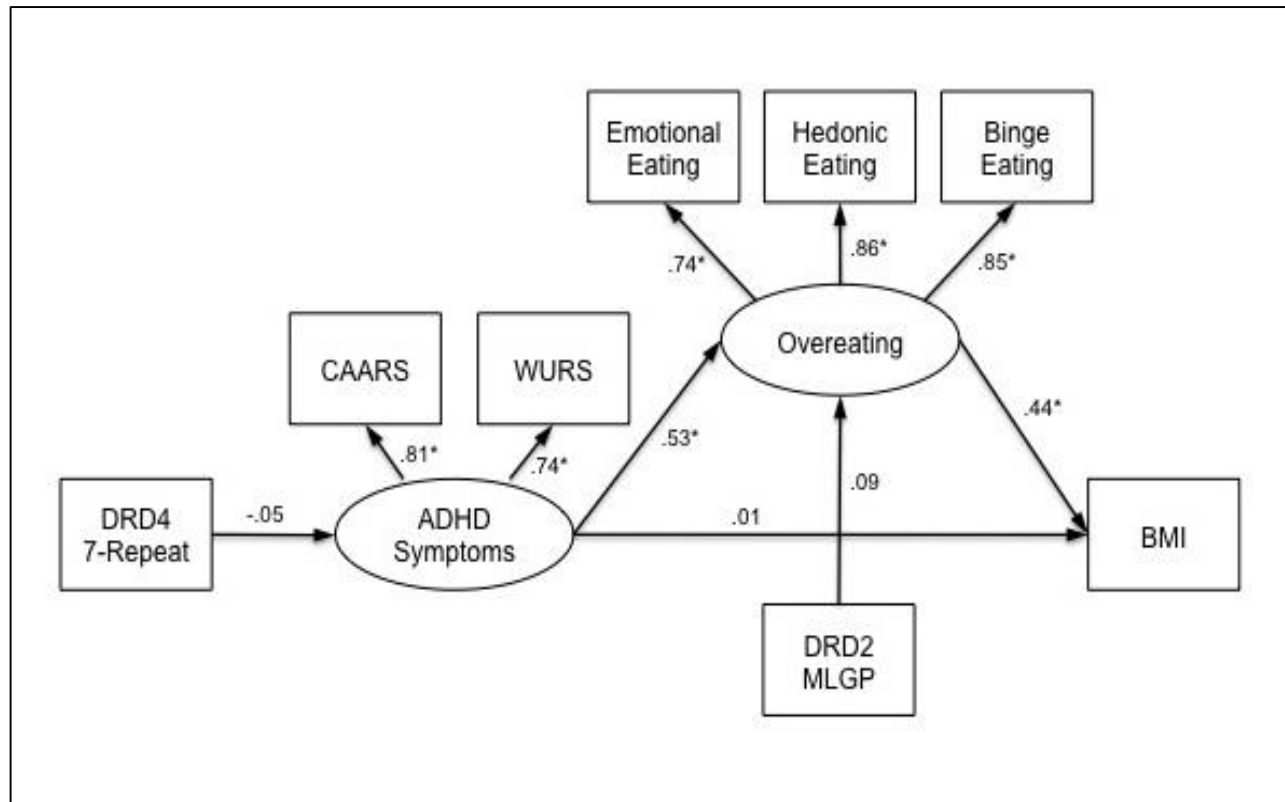 Emotional
Eating
Hedonic
Eating
Binge
Eating
.74*
.86*
.85*
Overeating
CAARS
WURS
.81*
.74*
.53*
.44*
DRD4
7-Repeat
-.05
ADHD
Symptoms
.09
.01
BMI
DRD2
MLGP